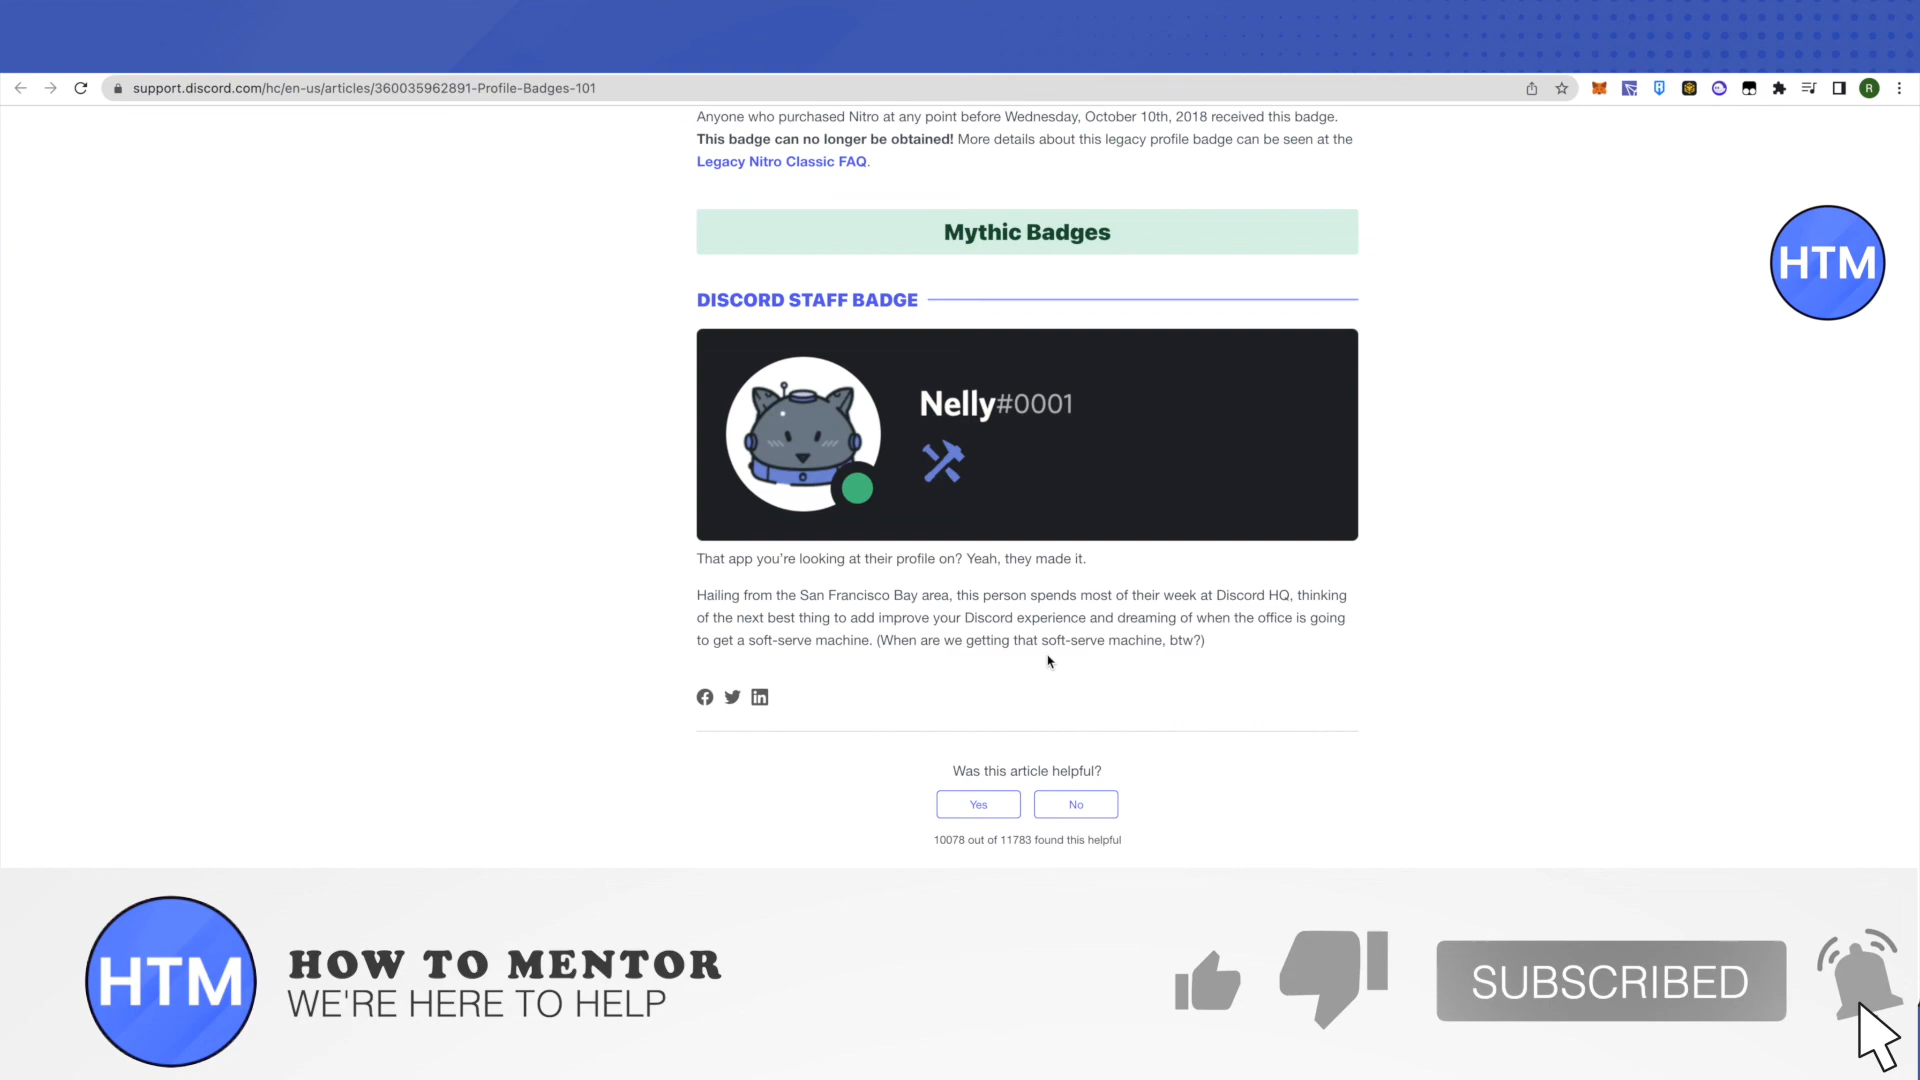 support.discord.com/hc/en-us/articles/360035962891-Profile-Badges-101
R
Anyone who purchased Nitro at any point before Wednesday, October 10th, 2018 received this badge.
This badge can no longer be obtained! More details about this legacy profile badge can be seen at the
Legacy Nitro Classic FAQ.
Mythic Badges
HTM
DISCORD STAFF BADGE
Nelly#0001
That app you’re looking at their profile on? Yeah, they made it.
Hailing from the San Francisco Bay area, this person spends most of their week at Discord HQ, thinking
of the next best thing to add improve your Discord experience and dreaming of when the office is going
to get a soft-serve machine. (When are we getting that soft-serve machine, btw?)
Was this article helpful?
Yes No
10078 out of 11783 found this helpful
HTM
HOW TO MENTOR
WE'RE HERE TO HELP
SUBSCRIBED